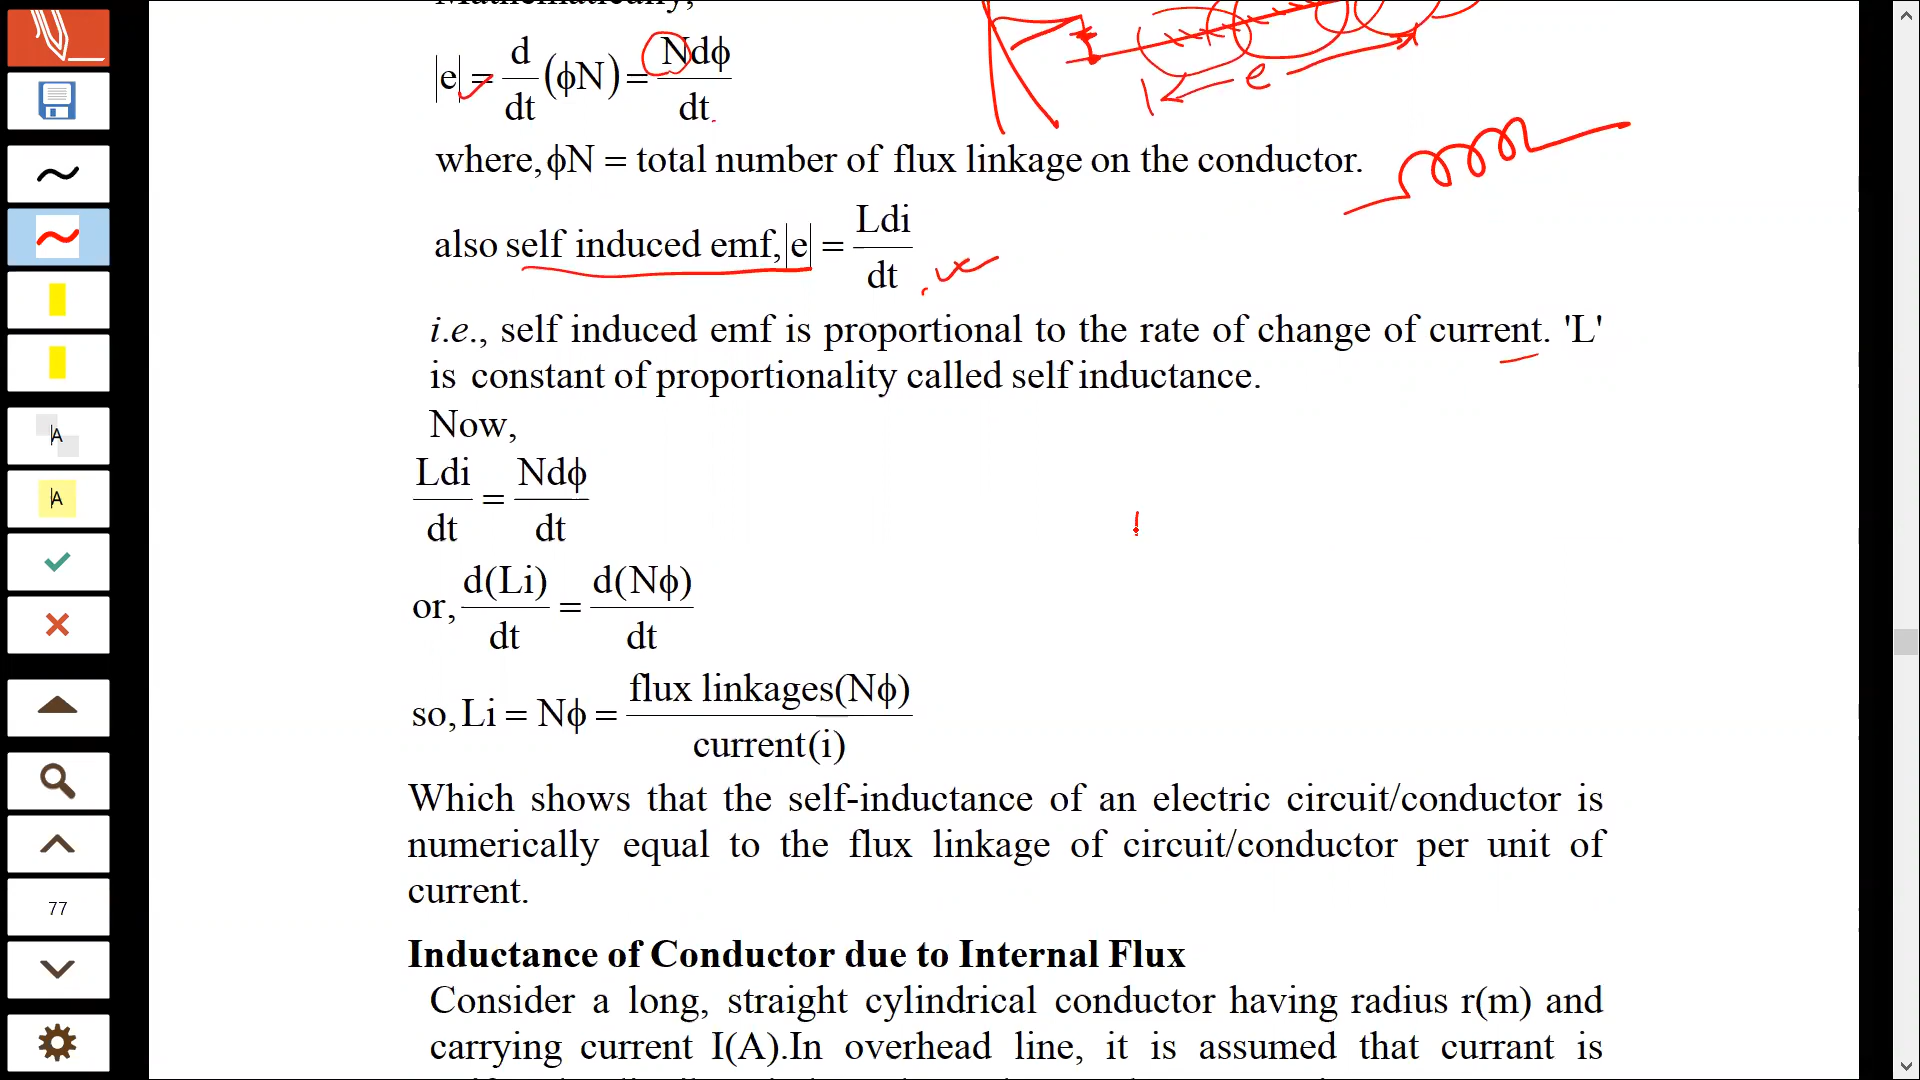 Mathematically,
|e| = d/dt (ϕN) = Ndϕ/dt
where, ϕN = total number of flux linkage on the conductor.
also self induced emf, |e| = Ldi/dt
i.e., self induced emf is proportional to the rate of change of current. 'L'
is constant of proportionality called self inductance.
Now,
Ldi/dt = Ndϕ/dt
or, d(Li)/dt = d(Nϕ)/dt
so, Li = Nϕ = flux linkages(Nϕ)/current(i)
Which shows that the self-inductance of an electric circuit/conductor is
numerically equal to the flux linkage of circuit/conductor per unit of
current.
Inductance of Conductor due to Internal Flux
Consider a long, straight cylindrical conductor having radius r(m) and
carrying current I(A).In overhead line, it is assumed that currant is
e
A
A
77